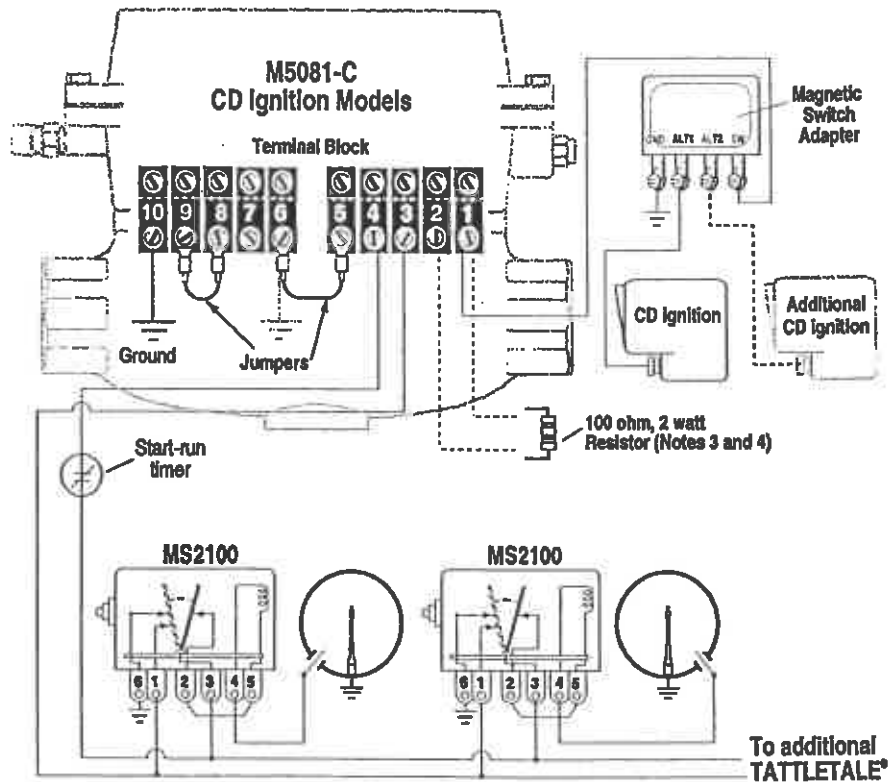 M5081-C
CD Ignition Models
Terminal Block
10 9 8 7 6 5 4 3 2 1
Ground
Jumpers
Magnetic
Switch
Adapter
GND ALT1 ALT2 SW
CD ignition
Additional
CD ignition
100 ohm, 2 watt
Resistor (Notes 3 and 4)
Start-run
timer
MS2100
6 1 2 3 4 5
MS2100
6 1 2 3 4 5
To additional
TATTLETALE®